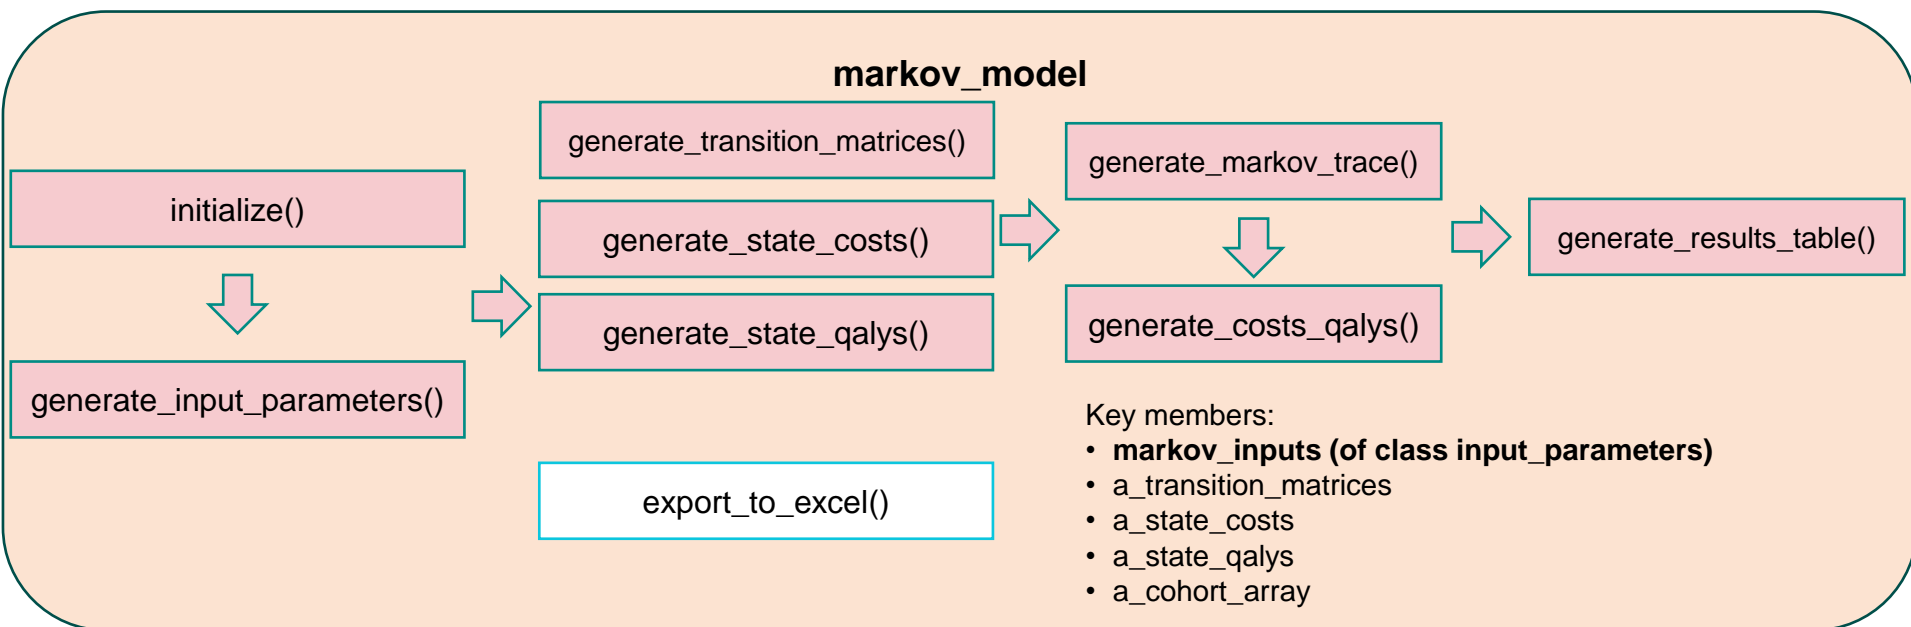 markov_model
initialize()
generate_input_parameters()
generate_transition_matrices()
generate_state_costs()
generate_state_qalys()
export_to_excel()
generate_markov_trace()
generate_costs_qalys()
generate_results_table()
Key members:
• markov_inputs (of class input_parameters)
• a_transition_matrices
• a_state_costs
• a_state_qalys
• a_cohort_array